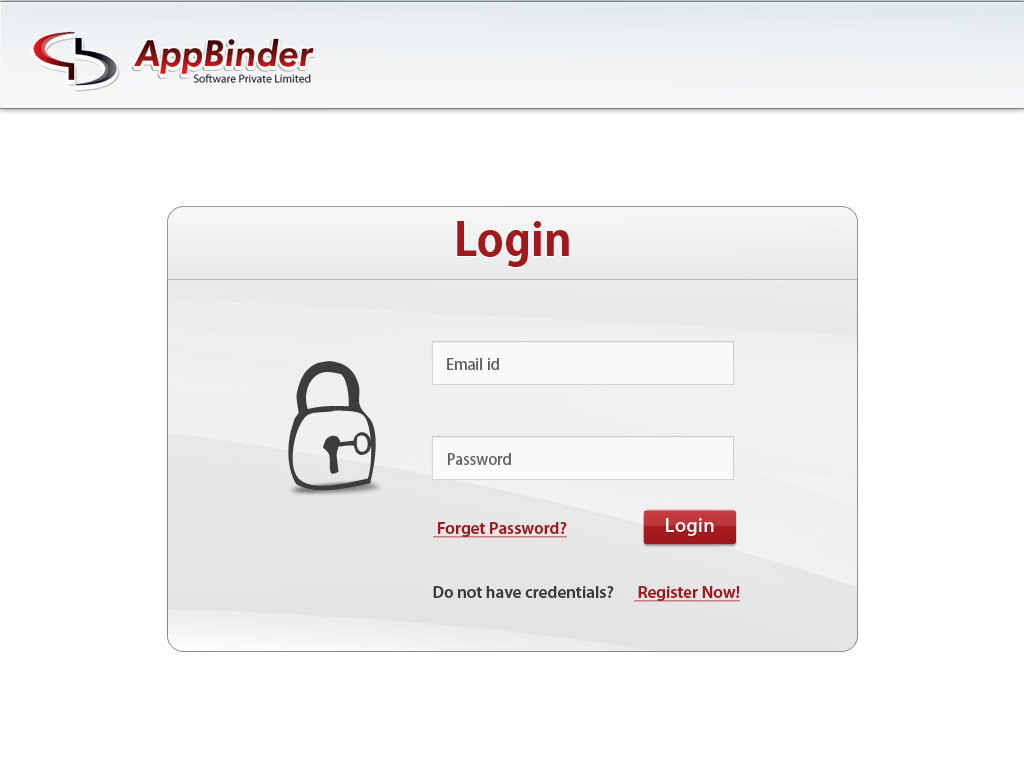 AppBinder
Software Private Limited
Login
Email id
Password
Forget Password? Login
Do not have credentials? Register Now!